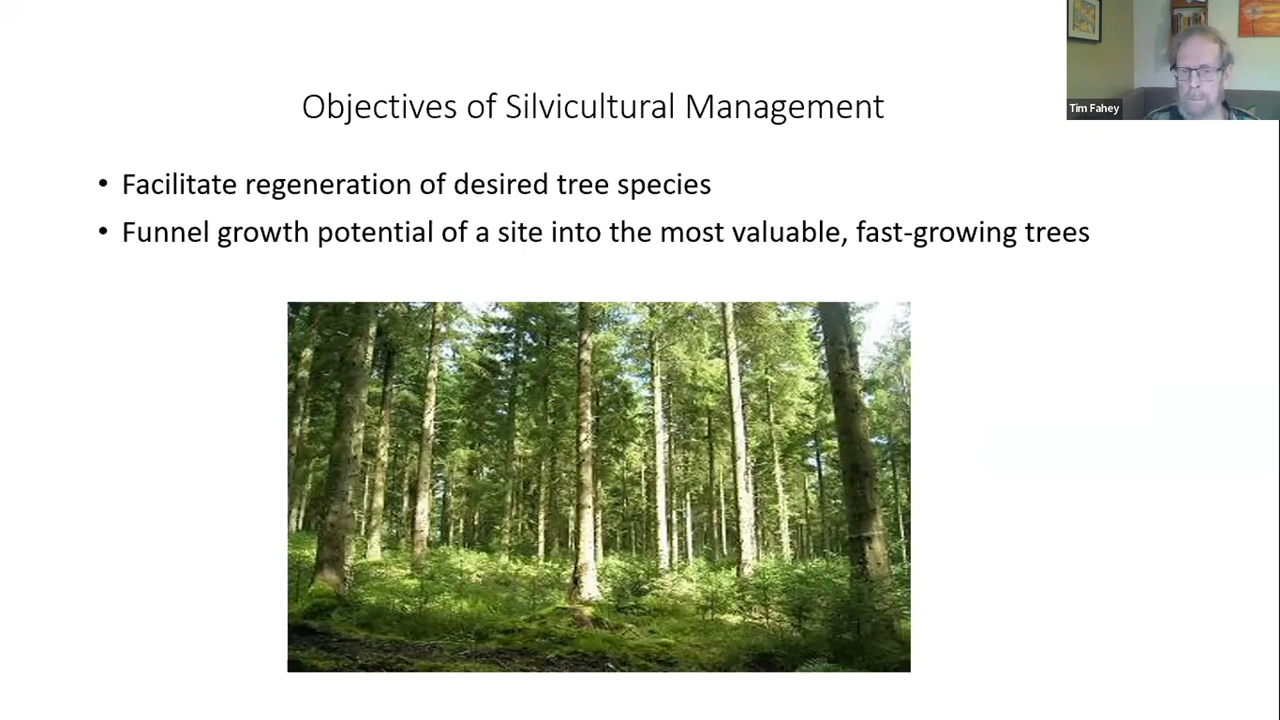 Objectives of Silvicultural Management
• Facilitate regeneration of desired tree species
• Funnel growth potential of a site into the most valuable, fast-growing trees
Tim Fahey